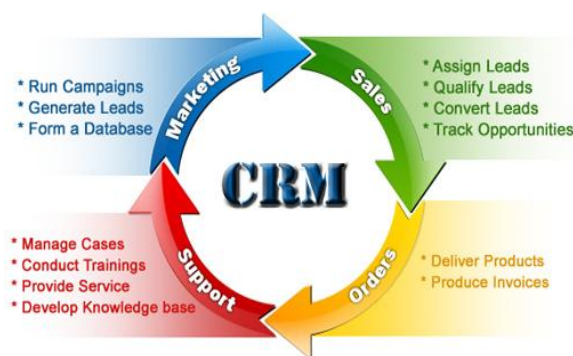 Marketing
* Run Campaigns
* Generate Leads
* Form a Database
Sales
* Assign Leads
* Qualify Leads
* Convert Leads
* Track Opportunities
CRM
Support
* Manage Cases
* Conduct Trainings
* Provide Service
* Develop Knowledge base
Orders
* Deliver Products
* Produce Invoices